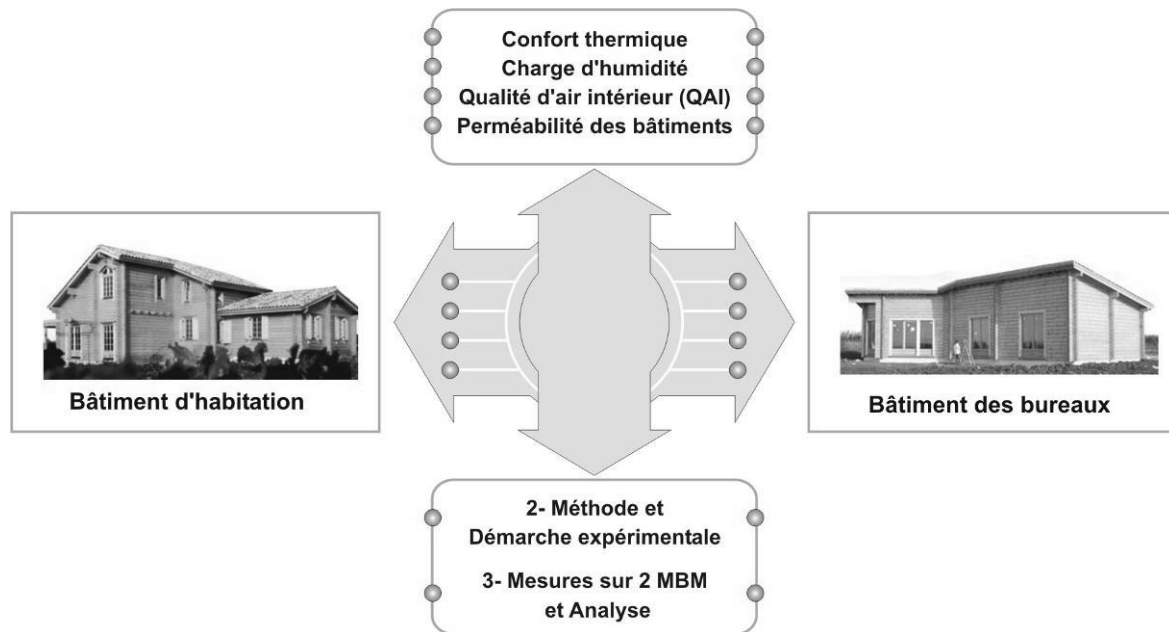 Confort thermique
Charge d'humidité
Qualité d'air intérieur (QAI)
Perméabilité des bâtiments
Bâtiment d'habitation
Bâtiment des bureaux
2- Méthode et
Démarche expérimentale
3- Mesures sur 2 MBM
et Analyse